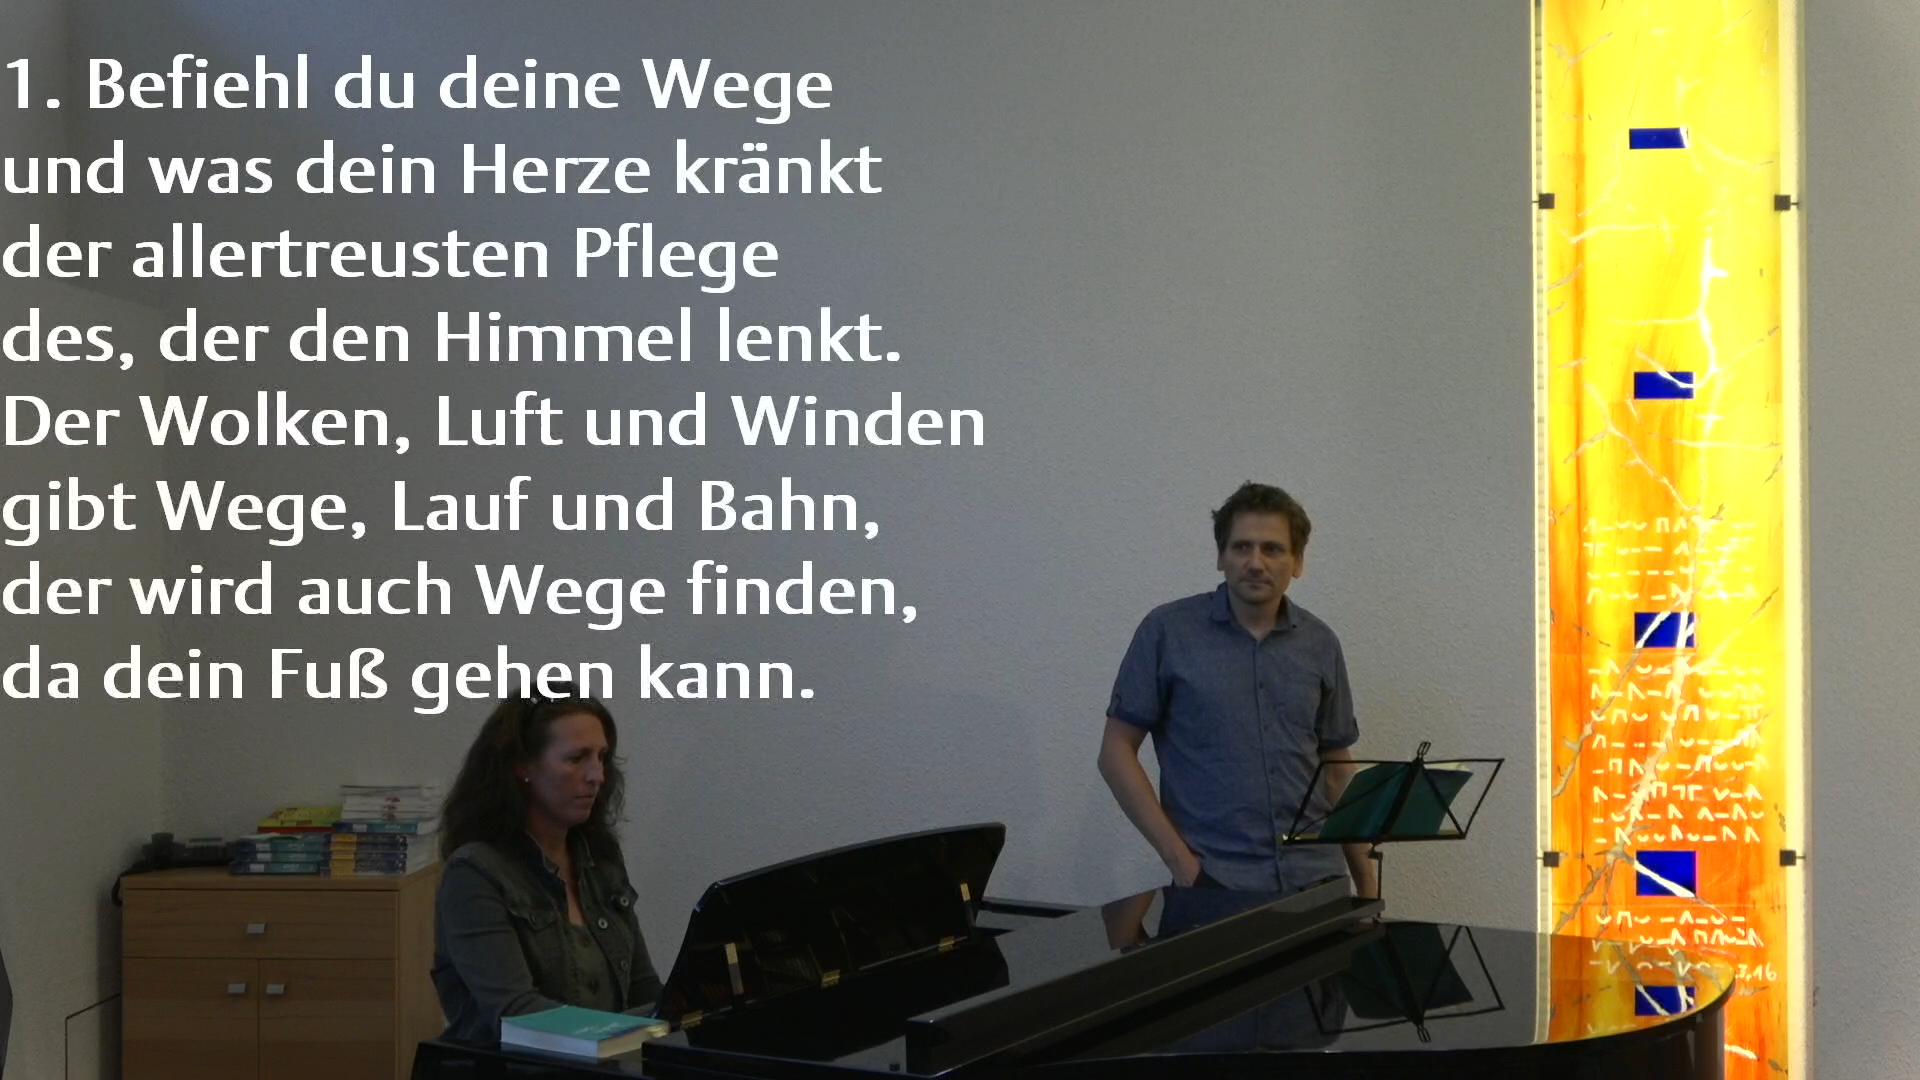 1. Befiehl du deine Wege
und was dein Herze kränkt
der allertreusten Pflege
des, der den Himmel lenkt.
Der Wolken, Luft und Winden
gibt Wege, Lauf und Bahn,
der wird auch Wege finden,
da dein Fuß gehen kann.